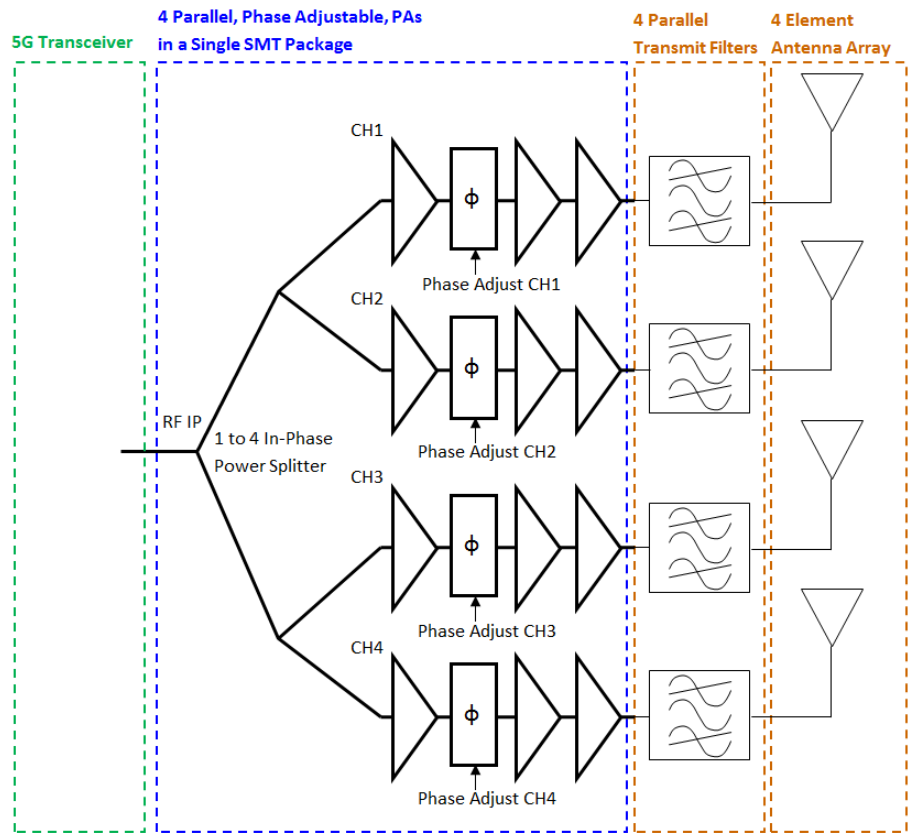 5G Transceiver
4 Parallel, Phase Adjustable, PAs
in a Single SMT Package
4 Parallel
Transmit Filters
4 Element
Antenna Array
CH1
Φ
Phase Adjust CH1
CH2
Φ
Phase Adjust CH2
RF IP
1 to 4 In-Phase
Power Splitter
CH3
Φ
Phase Adjust CH3
CH4
Φ
Phase Adjust CH4